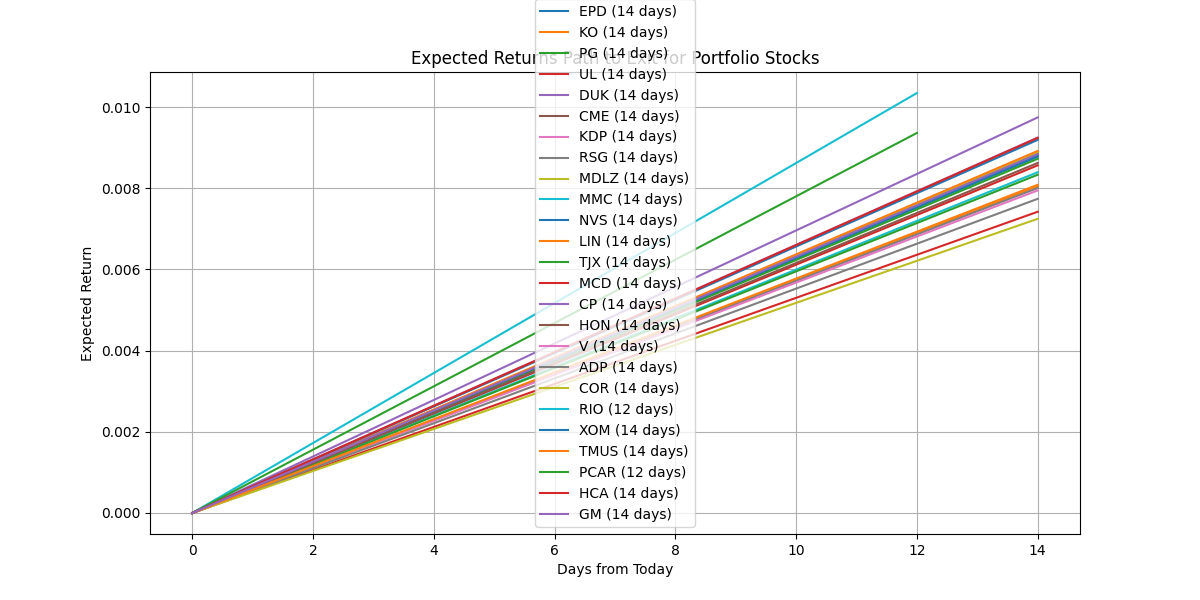 EPD (14 days)
KO (14 days)
PG (14 days)
Expected Returns Path to Exit for Portfolio Stocks
UL (14 days)
DUK (14 days)
CME (14 days)
KDP (14 days)
RSG (14 days)
MDLZ (14 days)
MMC (14 days)
NVS (14 days)
LIN (14 days)
TJX (14 days)
MCD (14 days)
CP (14 days)
HON (14 days)
V (14 days)
ADP (14 days)
COR (14 days)
RIO (12 days)
XOM (14 days)
TMUS (14 days)
PCAR (12 days)
HCA (14 days)
GM (14 days)
Expected Return
0.010
0.008
0.006
0.004
0.002
0.000
0 2 4 6 8 10 12 14
Days from Today